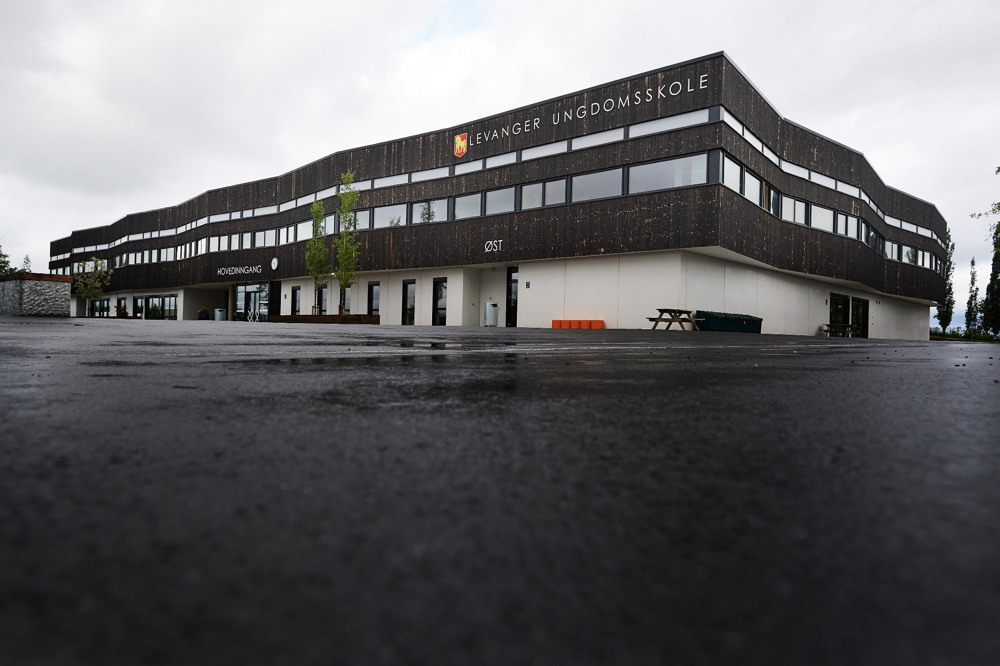 LEVANGER UNGDOMSSKOLE
ØST
HOVEDINNGANG
P